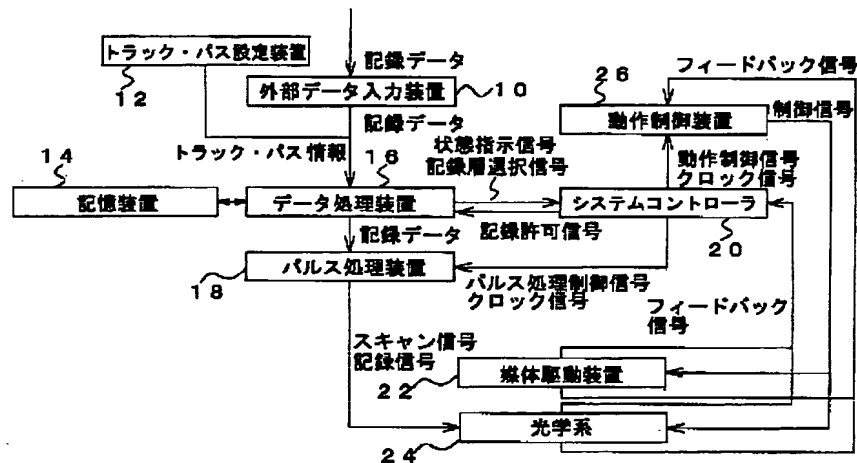 トラック・パス設定装置
12
記録データ
外部データ入力装置
10
記録データ
トラック・パス情報
26
フィードバック信号
動作制御装置
制御信号
状態指示信号
記録層選択信号
動作制御信号
クロック信号
14
記憶装置
16
データ処理装置
システムコントローラ
20
記録許可信号
記録データ
パルス処理装置
18
パルス処理制御信号
クロック信号
フィードバック
信号
スキャン信号
記録信号
媒体駆動装置
22
光学系
24